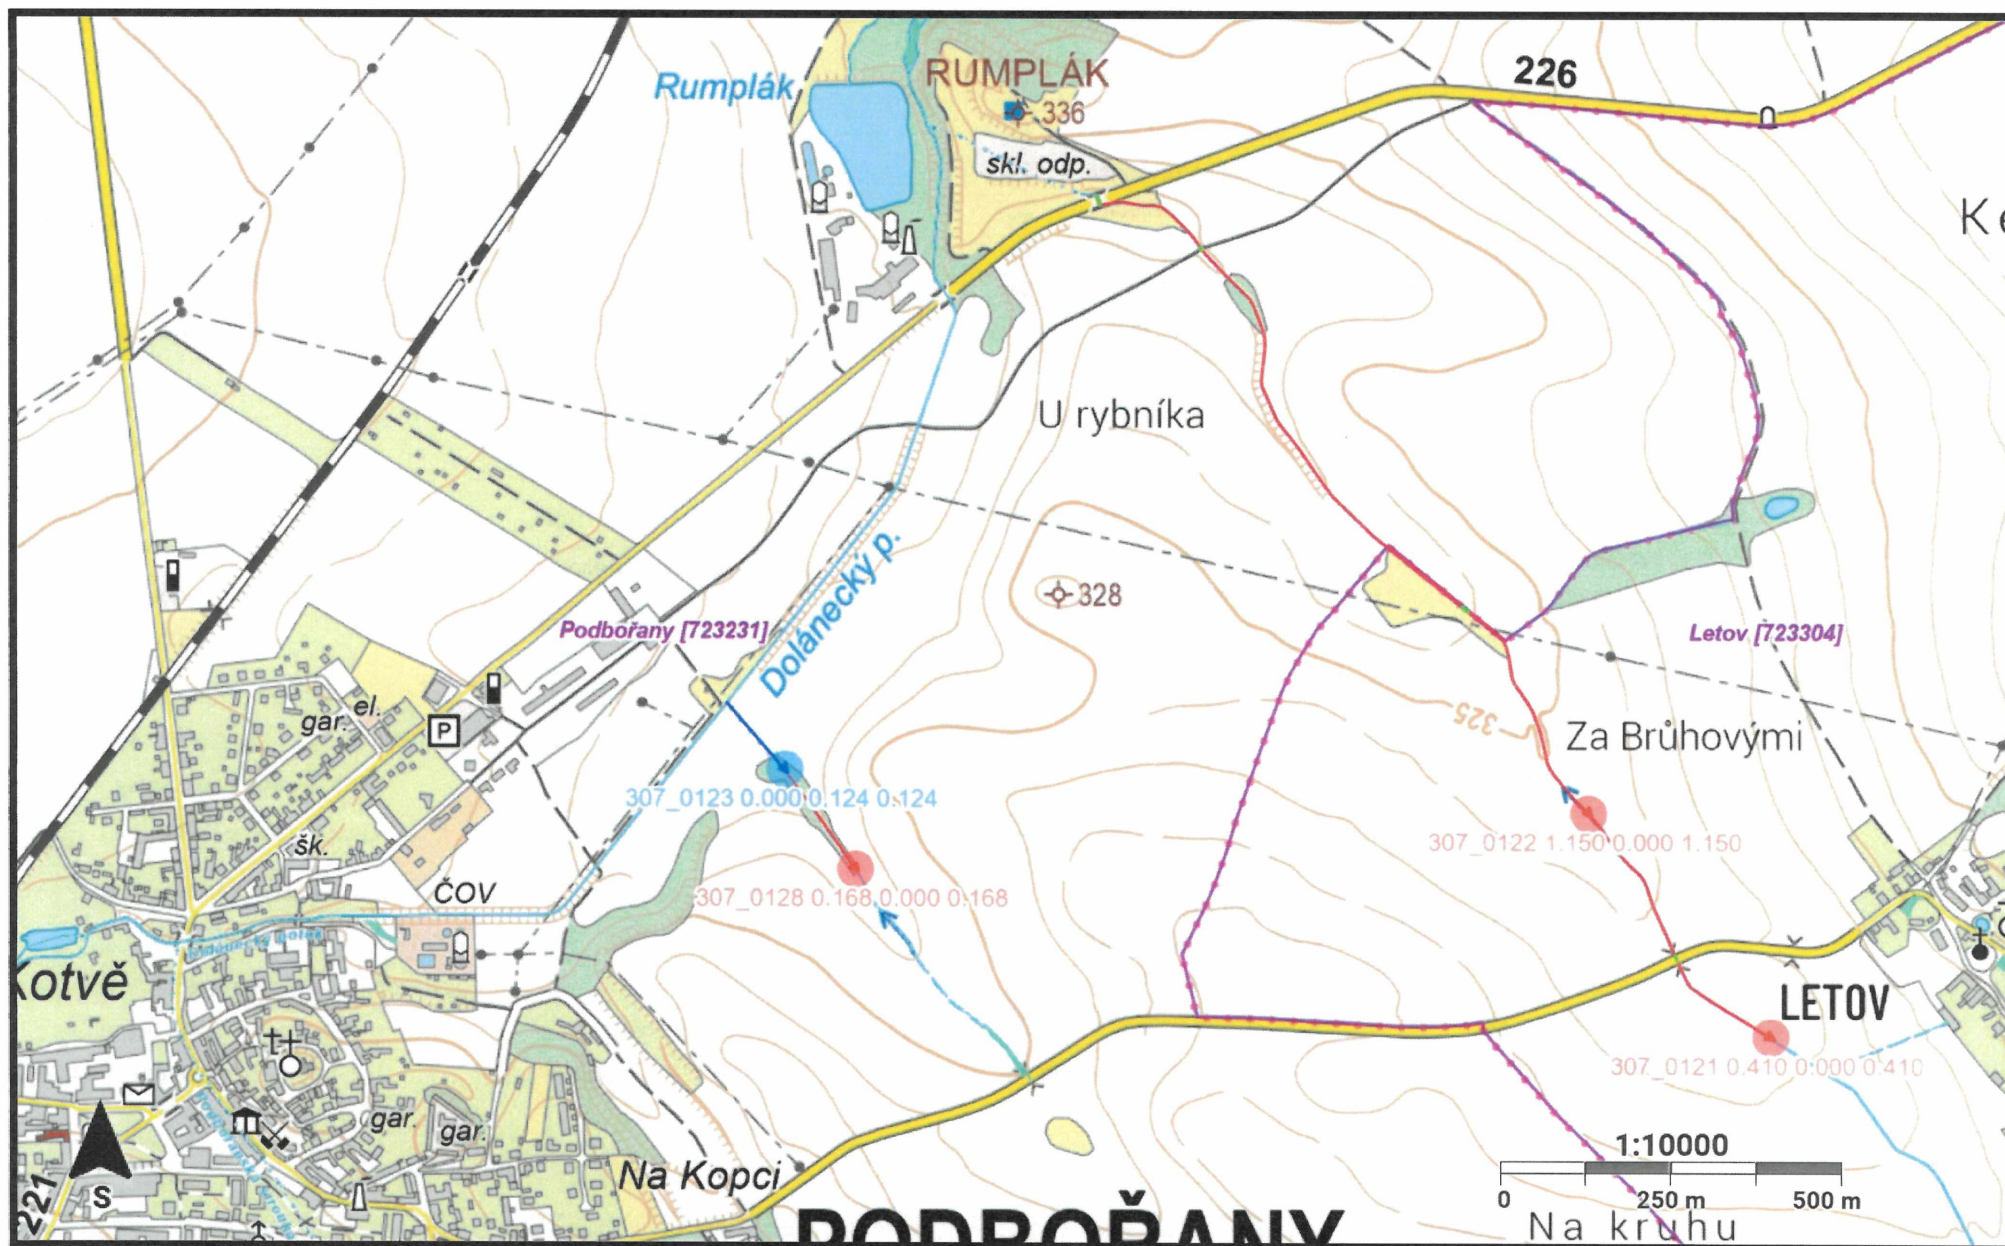 226
Rumplák
RUMPLÁK
336
skl. odp.
Ke
U rybníka
Dolánecký p.
328
Podbořany [723231]
Letov [723304]
gar. el.
P
325
Za Brůhovými
307_0123 0.000 0.124 0.124
307_0122 1.150 0.000 1.150
šk.
ČOV
307_0128 0.168 0.000 0.168
Kotvě
LETOV
307_0121 0.410 0.000 0.410
gar.
gar.
1:10000
Na Kopci
S
221
0 250 m 500 m
PODBOŘANY
Na kruhu